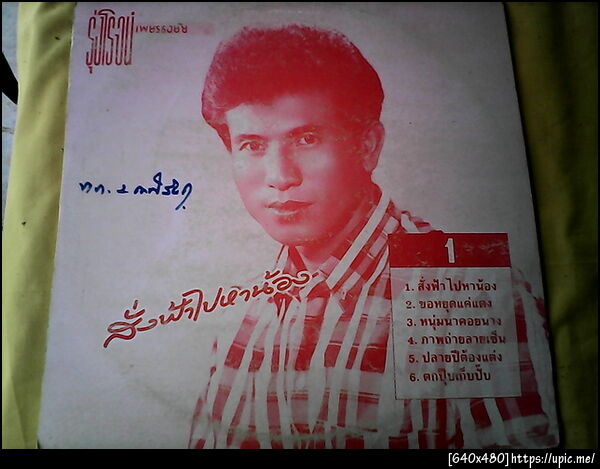 รุ่งโรจน์
เพชรธงชัย
สั่งฟ้าไปหาน้อง
1
1. สั่งฟ้าไปหาน้อง
2. ขอหยุดแค่แดง
3. หนุ่มนาคอยนาง
4. ภาพถ่ายลายเซ็น
5. ปลายปีต้องแต่ง
6. ตกปุ๊บเก็บปั๊บ
[640x480]https://upic.me/